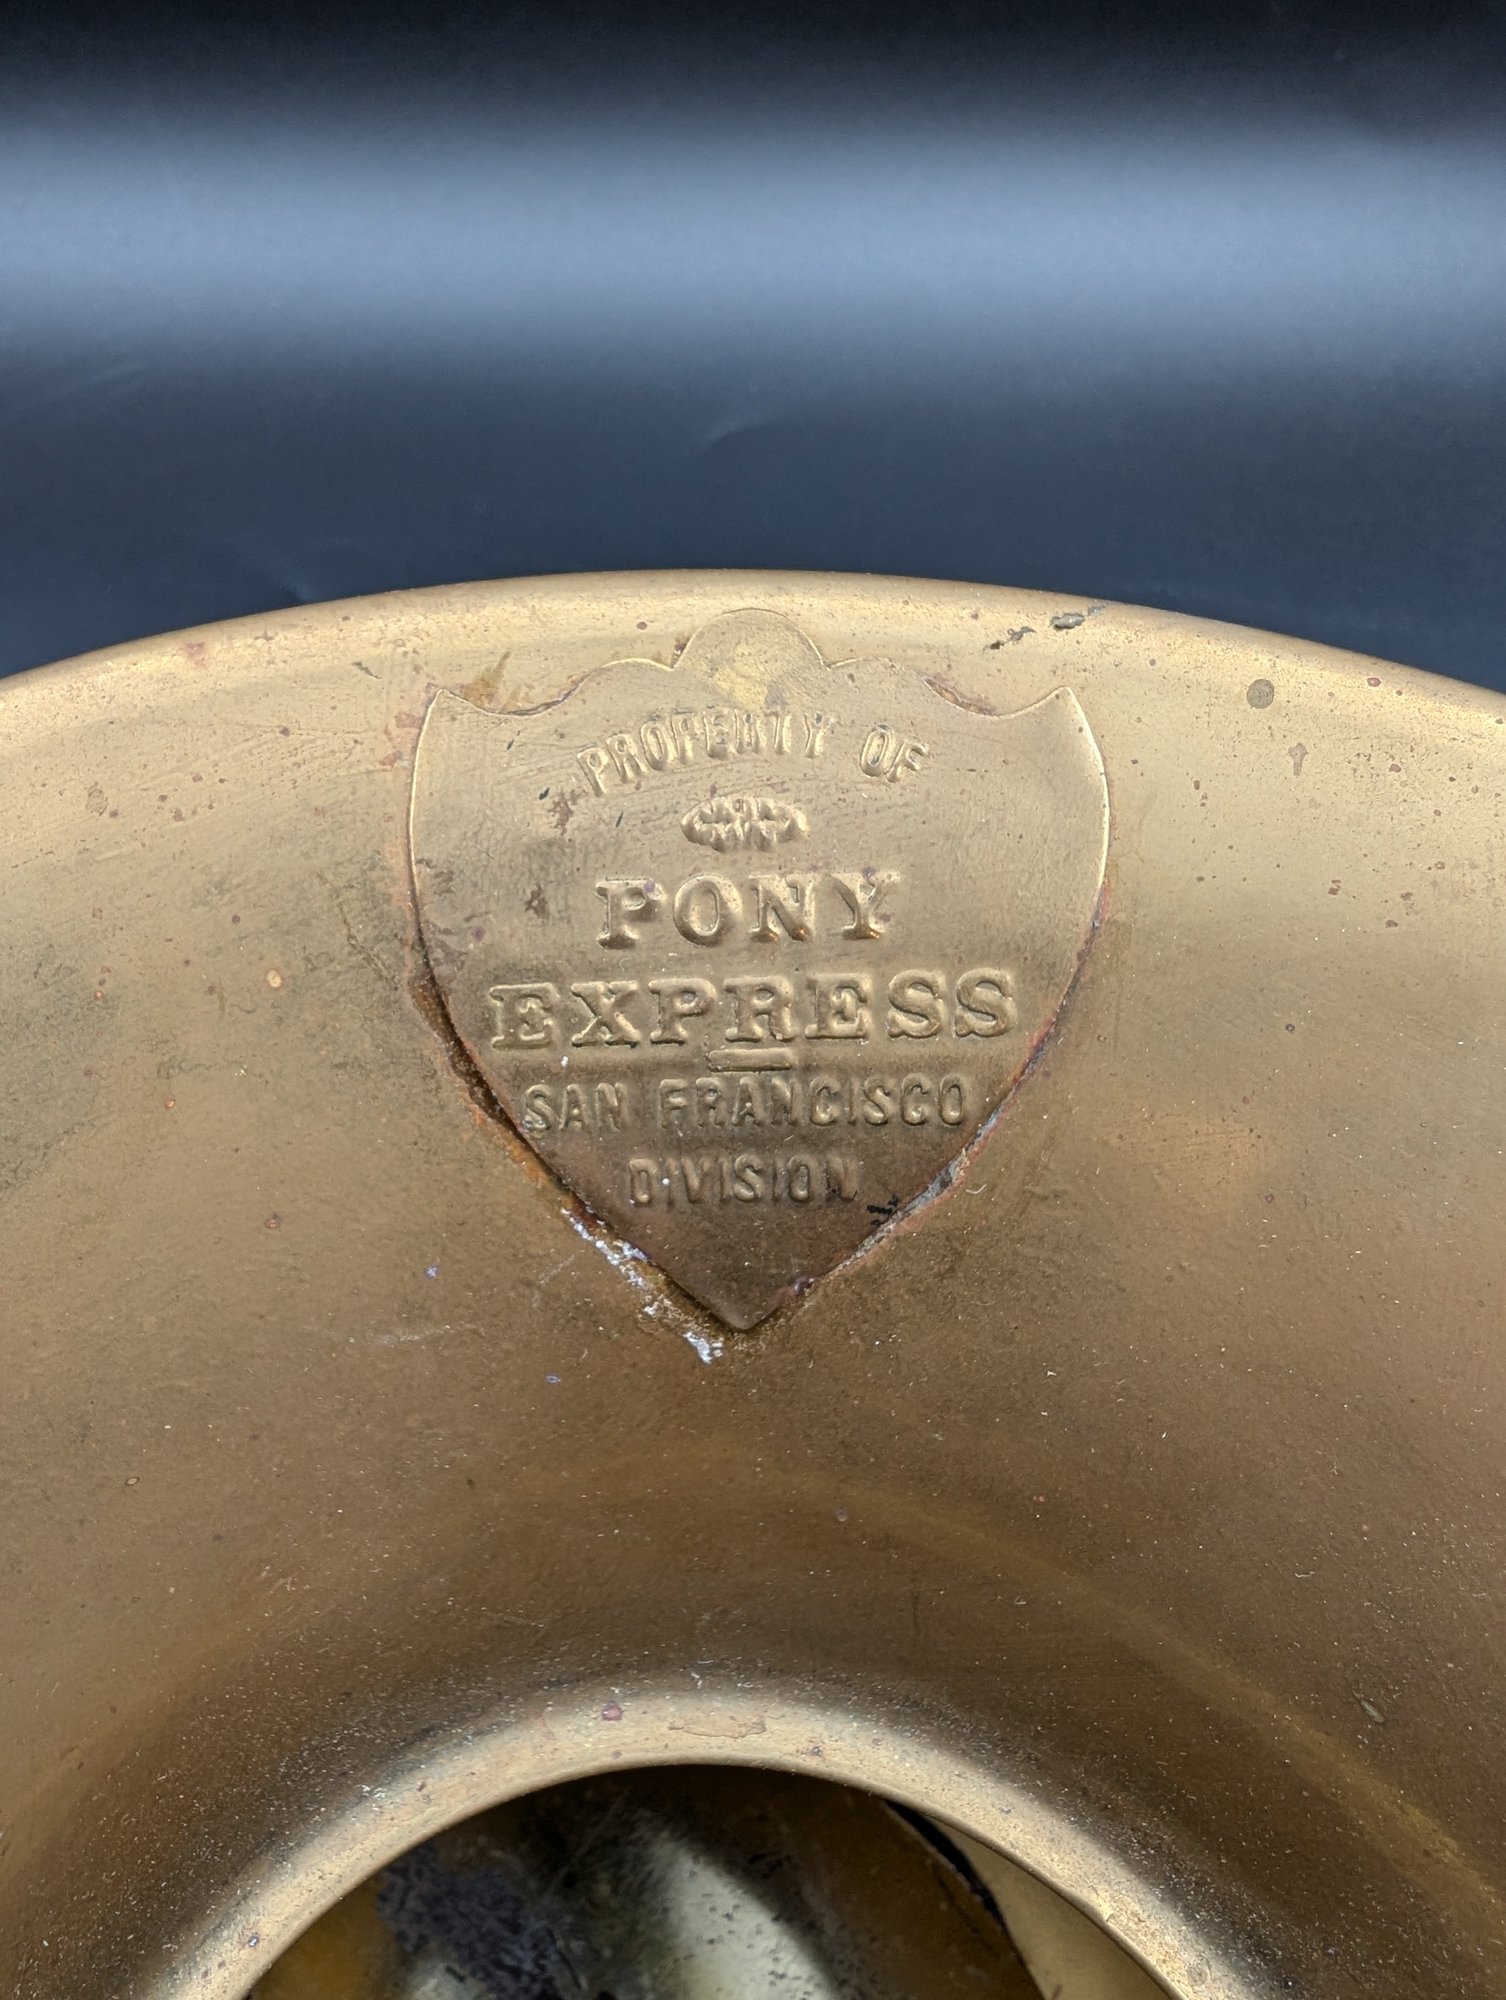 PROPERTY OF
PONY
EXPRESS
SAN FRANCISCO
DIVISION